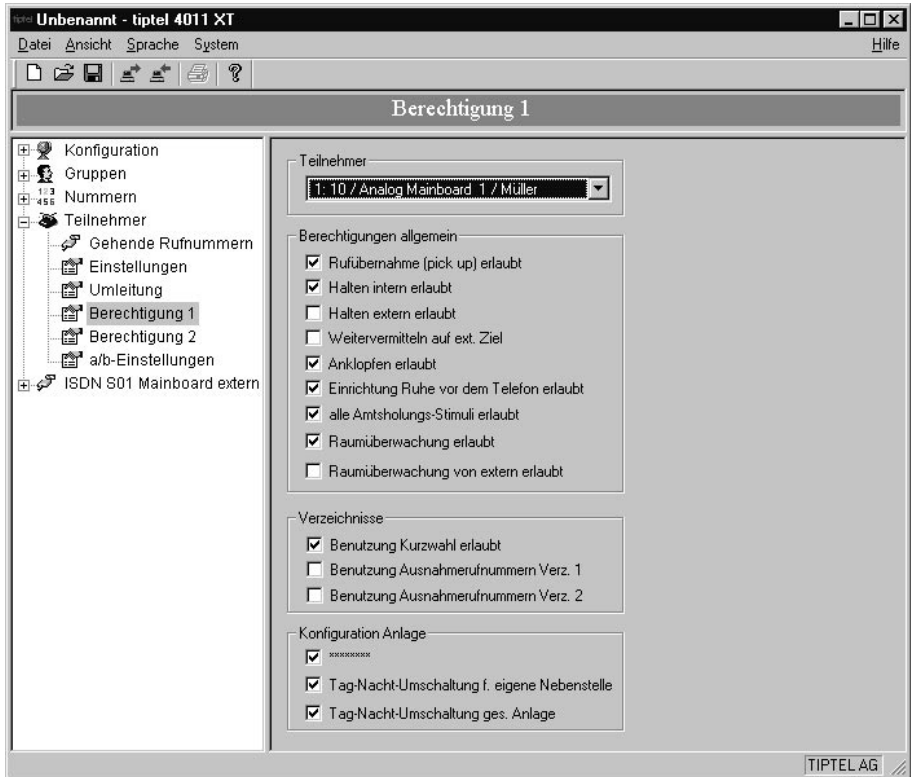 tiptel Unbenannt - tiptel 4011 XT
Datei Ansicht Sprache System Hilfe
Berechtigung 1
Konfiguration
Gruppen
123 456 Nummern
Teilnehmer
Gehende Rufnummern
Einstellungen
Umleitung
Berechtigung 1
Berechtigung 2
a/b-Einstellungen
ISDN S01 Mainboard extern
Teilnehmer
1: 10 / Analog Mainboard 1 / Müller
Berechtigungen allgemein
Rufübernahme (pick up) erlaubt
Halten intern erlaubt
Halten extern erlaubt
Weitervermitteln auf ext. Ziel
Anklopfen erlaubt
Einrichtung Ruhe vor dem Telefon erlaubt
alle Amtsholungs-Stimuli erlaubt
Raumüberwachung erlaubt
Raumüberwachung von extern erlaubt
Verzeichnisse
Benutzung Kurzwahl erlaubt
Benutzung Ausnahmerufnummern Verz. 1
Benutzung Ausnahmerufnummern Verz. 2
Konfiguration Anlage
********
Tag-Nacht-Umschaltung f. eigene Nebenstelle
Tag-Nacht-Umschaltung ges. Anlage
TIPTEL AG